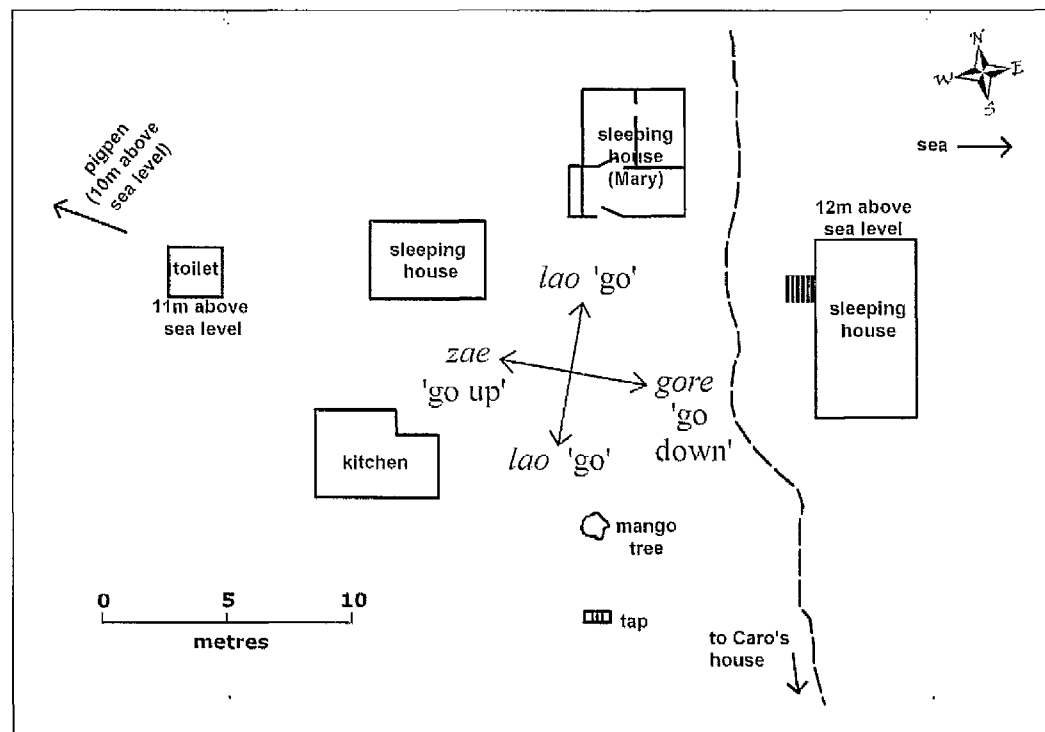 N
W E
S
sea
pigpen
(10m above
sea level)
sleeping
house
(Mary)
12m above
sea level
toilet
11m above
sea level
sleeping
house
lao 'go'
sleeping
house
zae
'go up'
gore
'go
down'
kitchen
lao 'go'
mango
tree
0 5 10
metres
tap
to Caro's
house